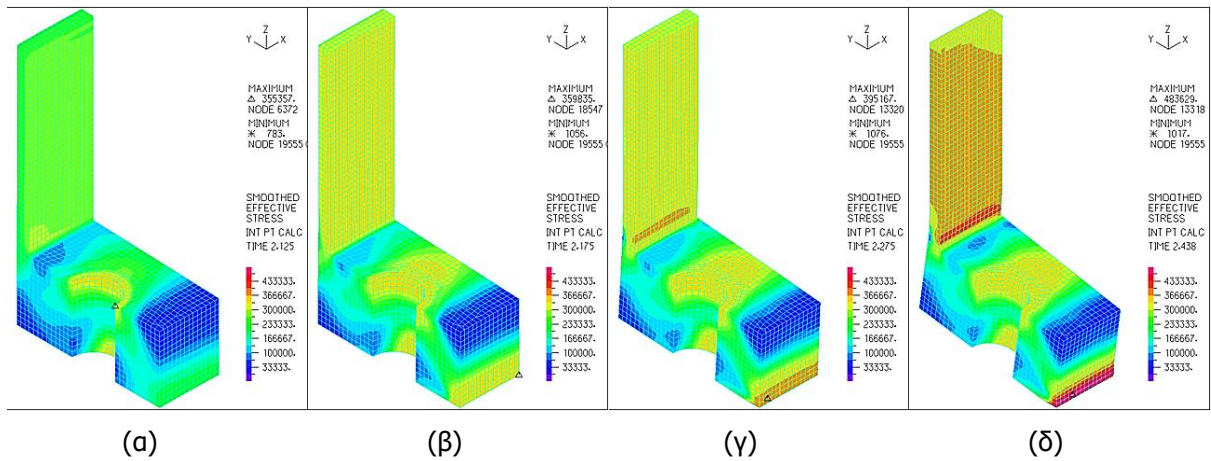 Z
Y X
MAXIMUM
△ 355357.
NODE 6372
MINIMUM
✳ 783.
NODE 19555
SMOOTHED
EFFECTIVE
STRESS
INT PT CALC
TIME 2.125
433333.
366667.
300000.
233333.
166667.
100000.
33333.
(α)
Z
Y X
MAXIMUM
△ 359835.
NODE 18547
MINIMUM
✳ 1056.
NODE 19555
SMOOTHED
EFFECTIVE
STRESS
INT PT CALC
TIME 2.175
433333.
366667.
300000.
233333.
166667.
100000.
33333.
(β)
Z
Y X
MAXIMUM
△ 395167.
NODE 13320
MINIMUM
✳ 1076.
NODE 19555
SMOOTHED
EFFECTIVE
STRESS
INT PT CALC
TIME 2.275
433333.
366667.
300000.
233333.
166667.
100000.
33333.
(γ)
Z
Y X
MAXIMUM
△ 483629.
NODE 13318
MINIMUM
✳ 1017.
NODE 19555
SMOOTHED
EFFECTIVE
STRESS
INT PT CALC
TIME 2.438
433333.
366667.
300000.
233333.
166667.
100000.
33333.
(δ)